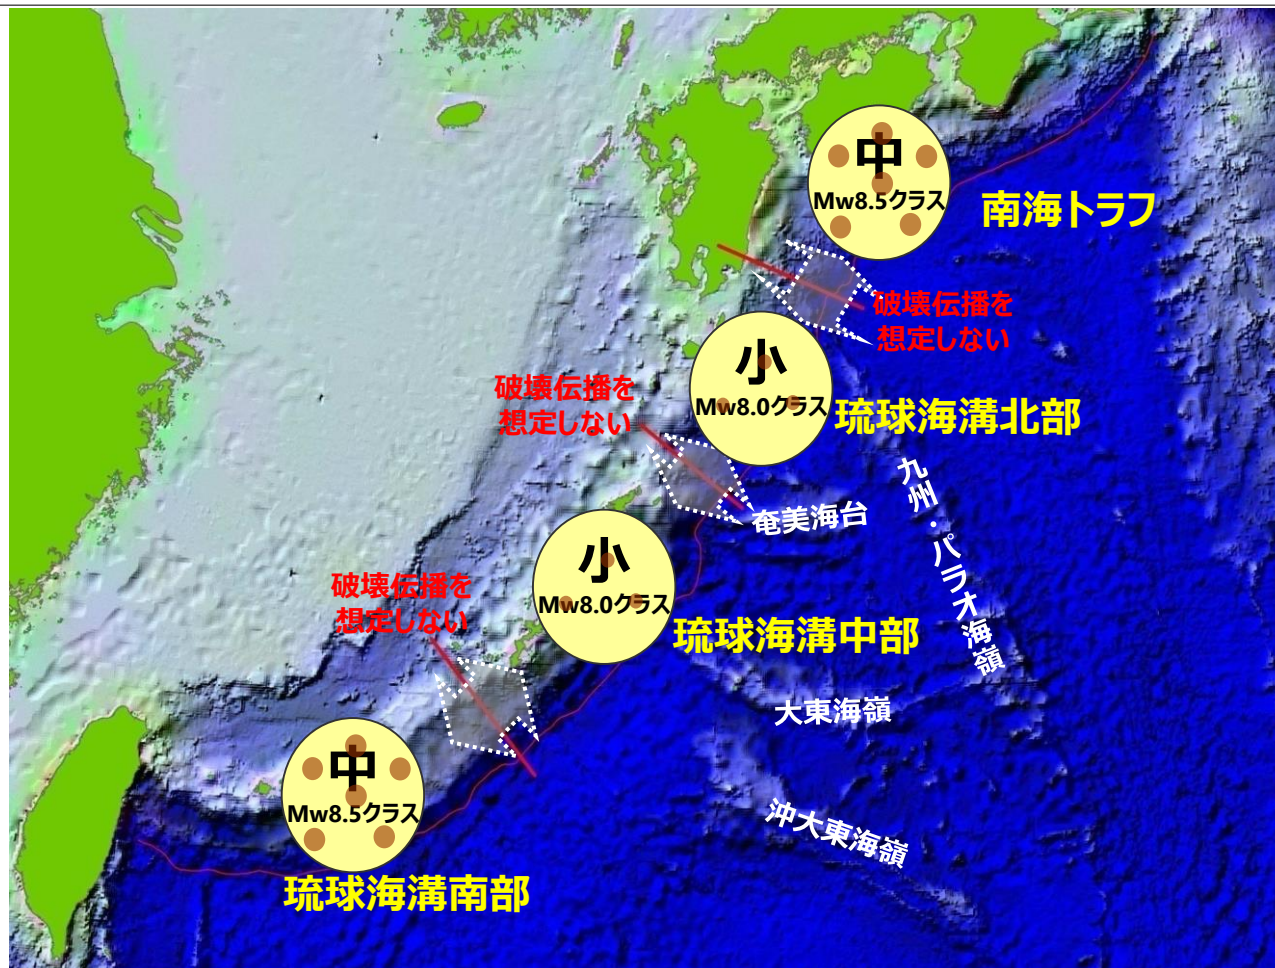 中
Mw8.5クラス
南海トラフ
破壊伝播を
想定しない
小
Mw8.0クラス
琉球海溝北部
破壊伝播を
想定しない
九州・パラオ海嶺
奄美海台
小
Mw8.0クラス
琉球海溝中部
破壊伝播を
想定しない
大東海嶺
中
Mw8.5クラス
沖大東海嶺
琉球海溝南部